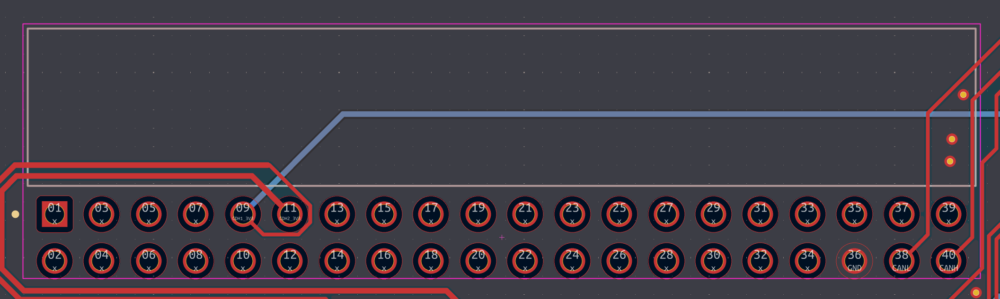 01 03 05 07 09 11 13 15 17 19 21 23 25 27 29 31 33 35 37 39
x x x x GDH1_3V3 GDH2_3V3 x x x x x x x x x x x x x x
02 04 06 08 10 12 14 16 18 20 22 24 26 28 30 32 34 36 38 40
x x x x x x x x x x x x x x x x x GND CANL CANH